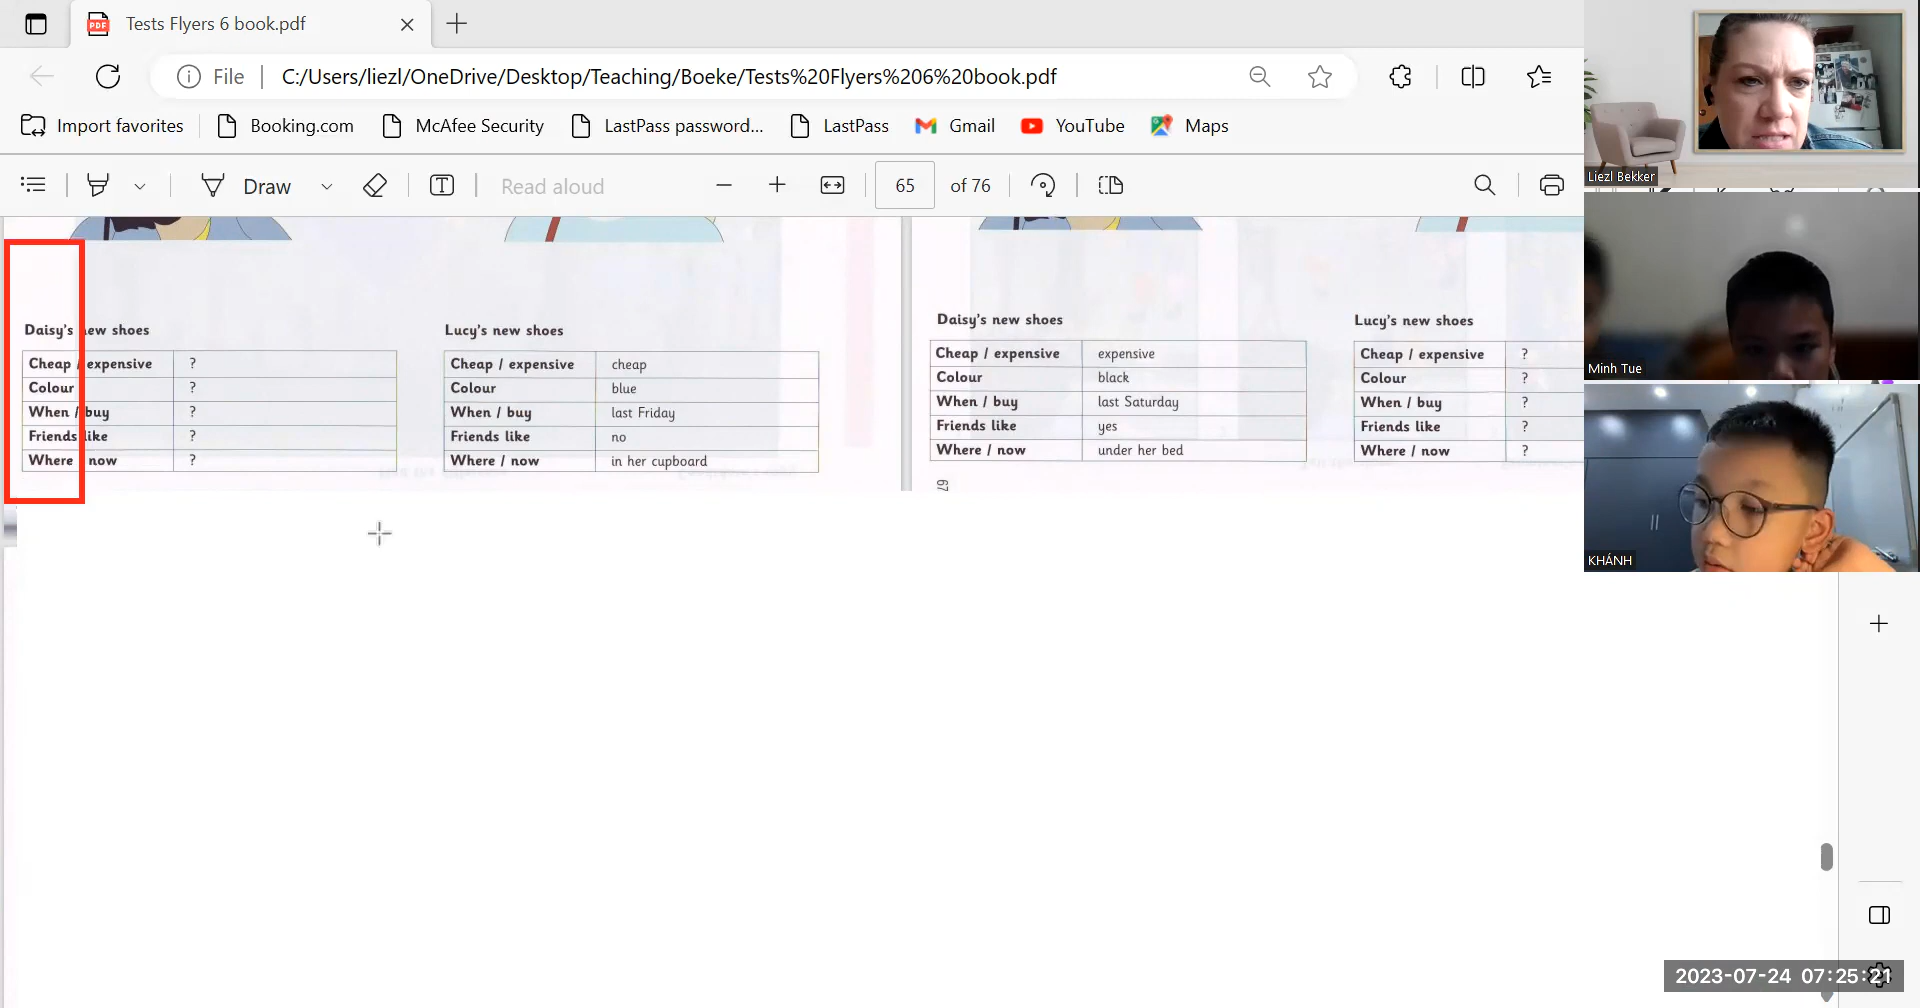 Tests Flyers 6 book.pdf
File
C:/Users/liezl/OneDrive/Desktop/Teaching/Boeke/Tests%20Flyers%206%20book.pdf
Import favorites
Booking.com
McAfee Security
LastPass password...
LastPass
Gmail
YouTube
Maps
Draw
Read aloud
65 of 76
Liezl Bekker
Minh Tue
KHÁNH
Daisy's new shoes
Cheap / expensive ?
Colour ?
When / buy ?
Friends like ?
Where / now ?
Lucy's new shoes
Cheap / expensive cheap
Colour blue
When / buy last Friday
Friends like no
Where / now in her cupboard
Daisy's new shoes
Cheap / expensive expensive
Colour black
When / buy last Saturday
Friends like yes
Where / now under her bed
67
Lucy's new shoes
Cheap / expensive ?
Colour ?
When / buy ?
Friends like ?
Where / now ?
2023-07-24 07:25:21